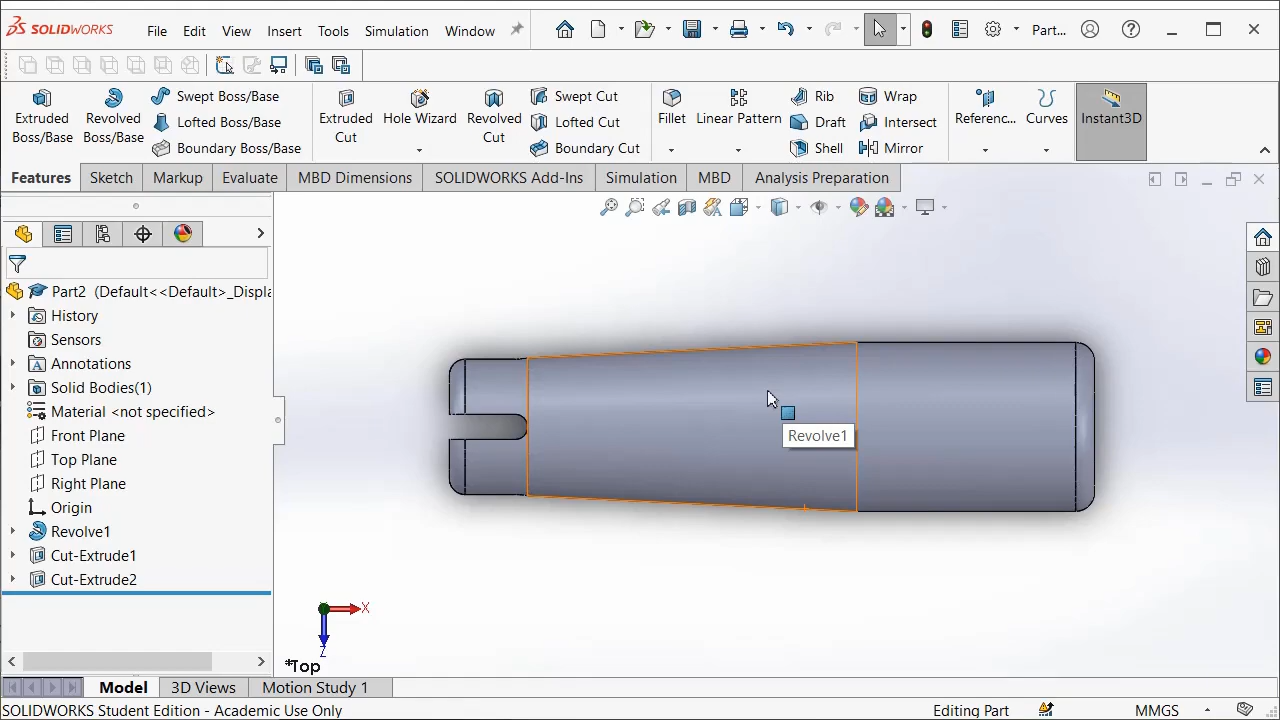 SOLIDWORKS File Edit View Insert Tools Simulation Window Part...
Extruded Boss/Base
Revolved Boss/Base
Swept Boss/Base
Lofted Boss/Base
Boundary Boss/Base
Extruded Cut
Hole Wizard
Revolved Cut
Swept Cut
Lofted Cut
Boundary Cut
Fillet
Linear Pattern
Rib
Draft
Shell
Wrap
Intersect
Mirror
Referenc...
Curves
Instant3D
Features Sketch Markup Evaluate MBD Dimensions SOLIDWORKS Add-Ins Simulation MBD Analysis Preparation
Part2 (Default<<Default>_Displa
History
Sensors
Annotations
Solid Bodies(1)
Material <not specified>
Front Plane
Top Plane
Right Plane
Origin
Revolve1
Cut-Extrude1
Cut-Extrude2
Revolve1
X
Z
*Top
Model 3D Views Motion Study 1
SOLIDWORKS Student Edition - Academic Use Only Editing Part MMGS